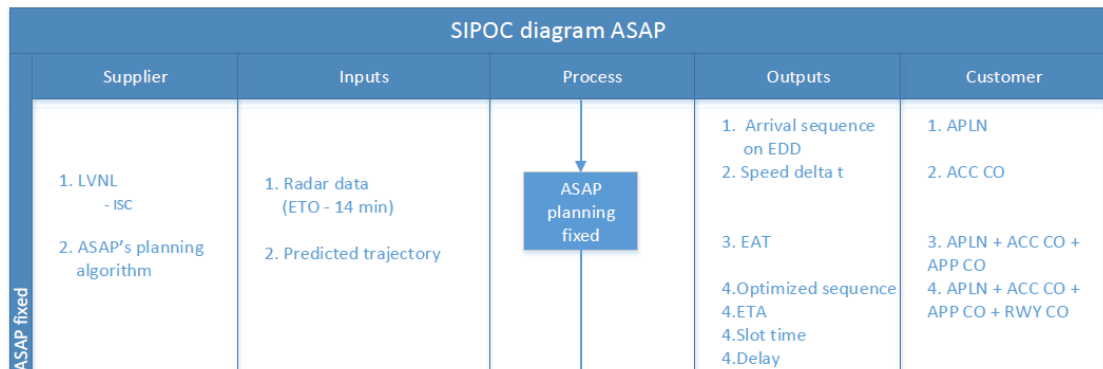 SIPOC diagram ASAP
Supplier
Inputs
Process
Outputs
Customer
ASAP fixed
1. LVNL
- ISC
2. ASAP's planning
algorithm
1. Radar data
(ETO - 14 min)
2. Predicted trajectory
ASAP
planning
fixed
1. Arrival sequence
on EDD
2. Speed delta t
3. EAT
4.Optimized sequence
4.ETA
4.Slot time
4.Delay
1. APLN
2. ACC CO
3. APLN + ACC CO +
APP CO
4. APLN + ACC CO +
APP CO + RWY CO